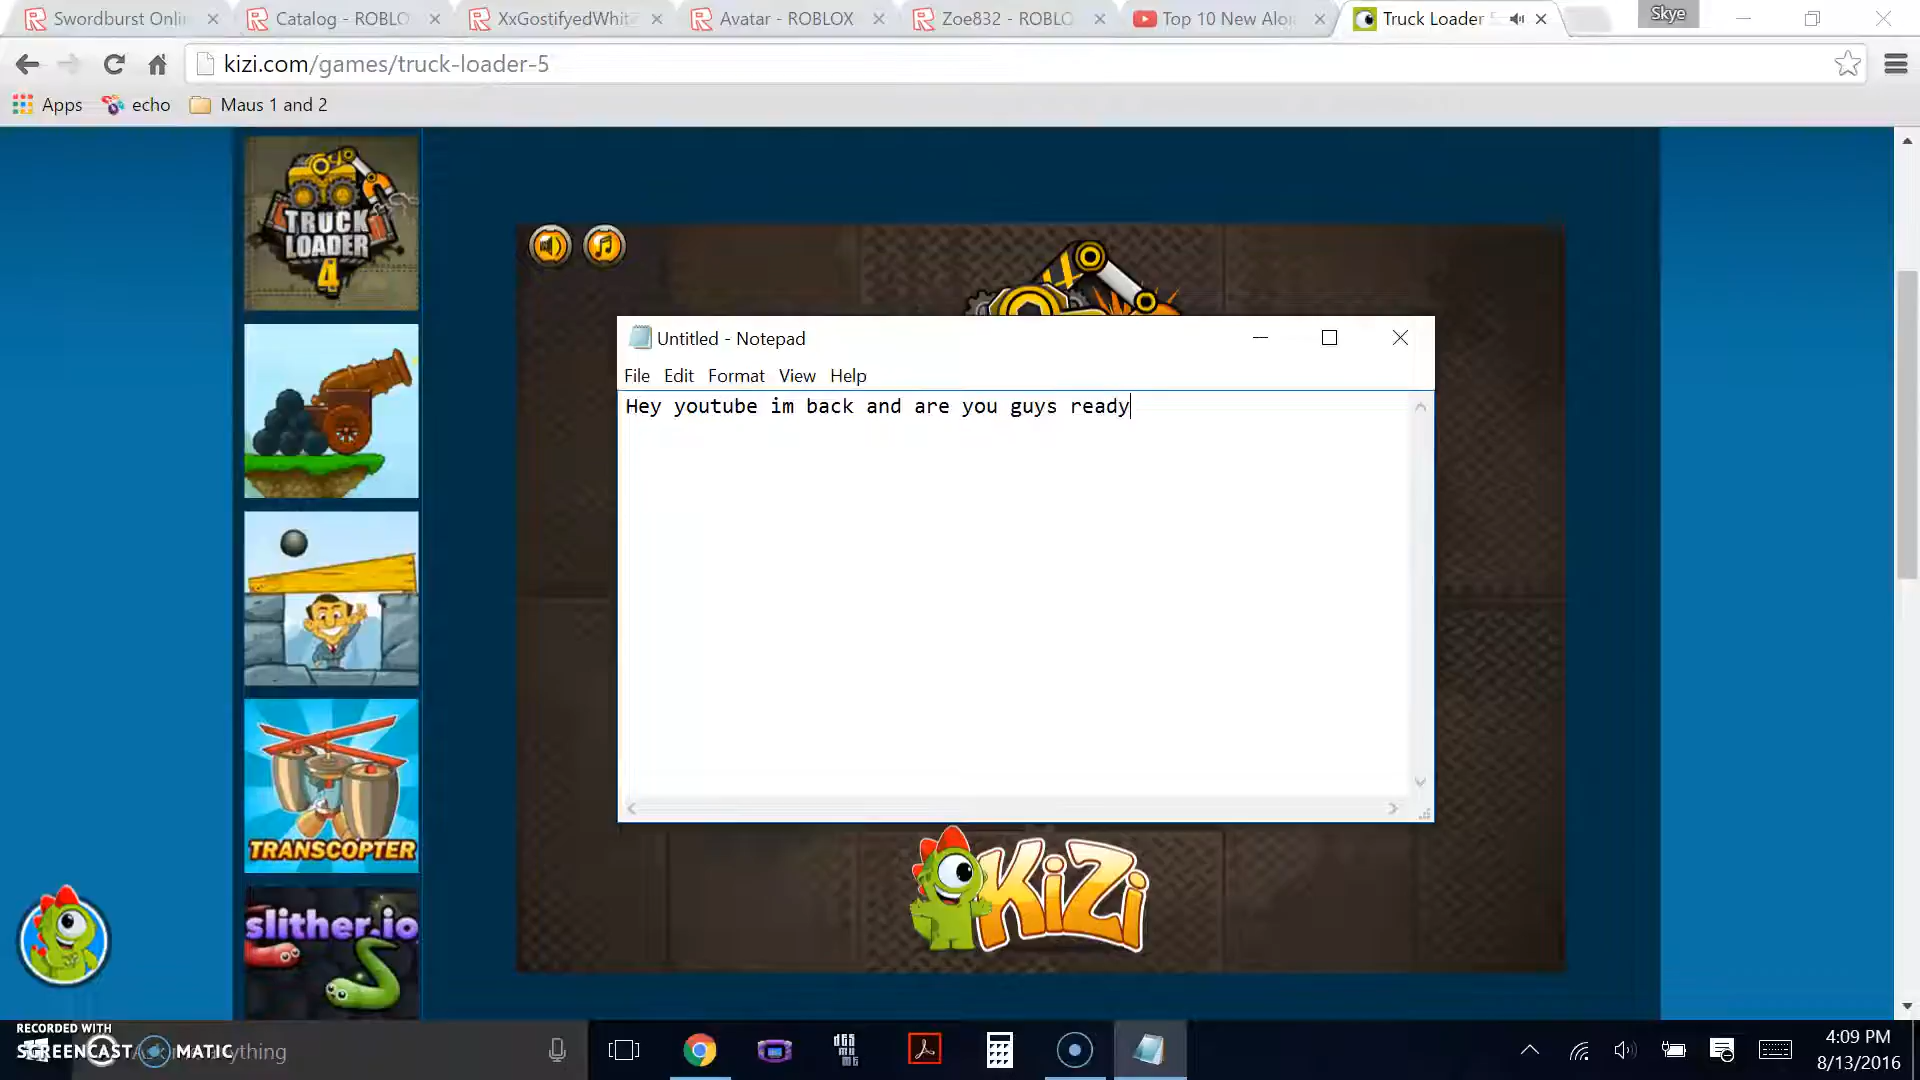 Swordburst Onli
Catalog - ROBLO
XxGostifyedWhit
Avatar - ROBLOX
Zoe832 - ROBLO
Top 10 New Alo
Truck Loader 5
Skye
kizi.com/games/truck-loader-5
Apps
echo
Maus 1 and 2
TRUCK
LOADER
4
Untitled - Notepad
File Edit Format View Help
Hey youtube im back and are you guys ready
TRANSCOPTER
KiZi
slither.io
RECORDED WITH
SCREENCAST MATIC
ything
4:09 PM
8/13/2016